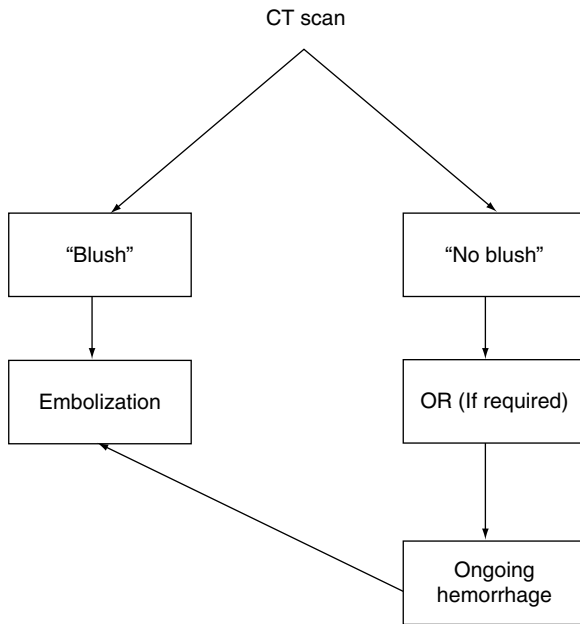 CT scan
“Blush”
“No blush”
Embolization
OR (If required)
Ongoing
hemorrhage